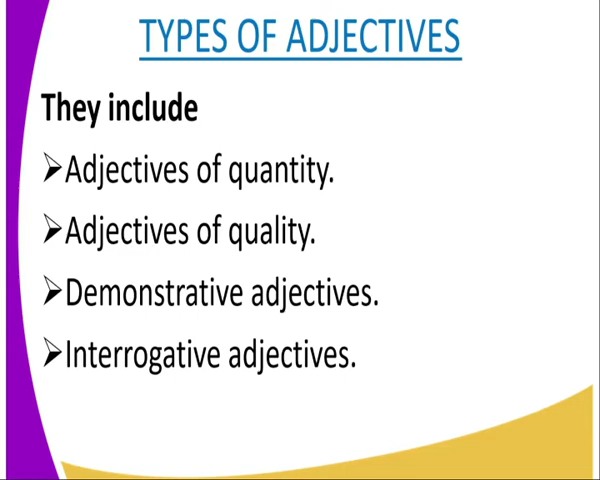 TYPES OF ADJECTIVES
They include
➢Adjectives of quantity.
➢Adjectives of quality.
➢Demonstrative adjectives.
➢Interrogative adjectives.